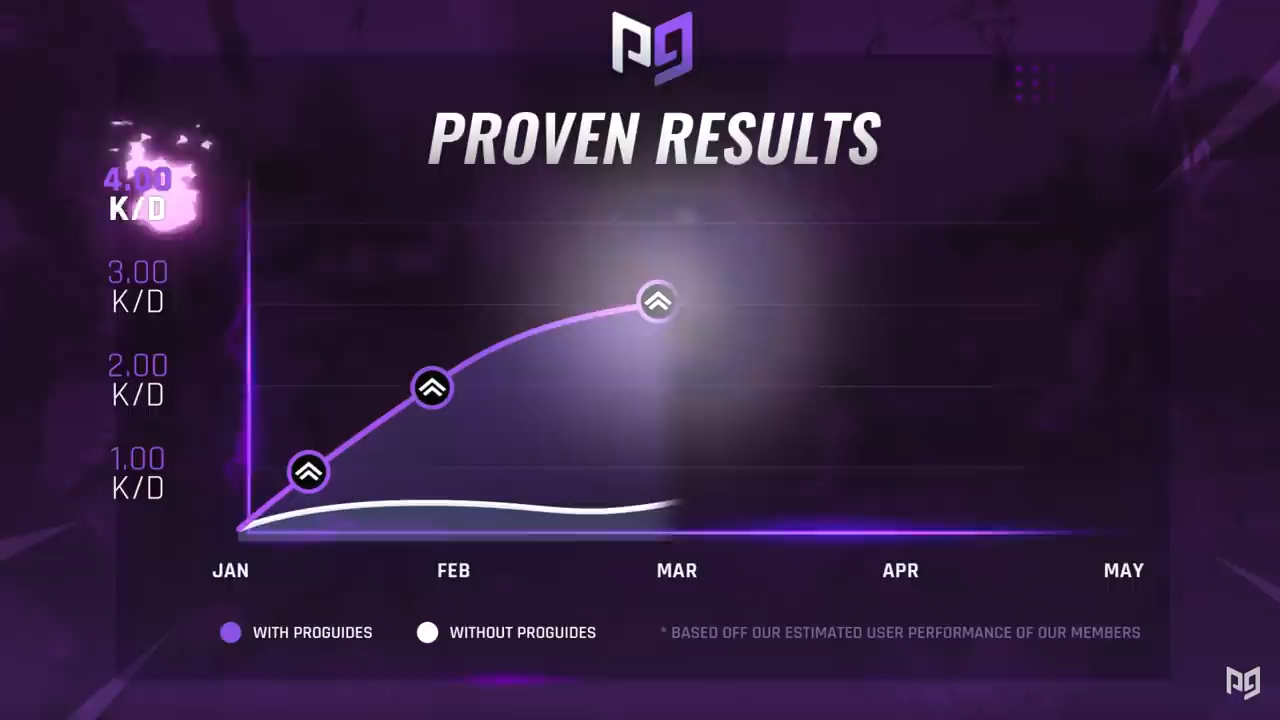 PG
PROVEN RESULTS
4.00
K/D
3.00
K/D
2.00
K/D
1.00
K/D
JAN FEB MAR APR MAY
WITH PROGUIDES WITHOUT PROGUIDES * BASED OFF OUR ESTIMATED USER PERFORMANCE OF OUR MEMBERS
PG